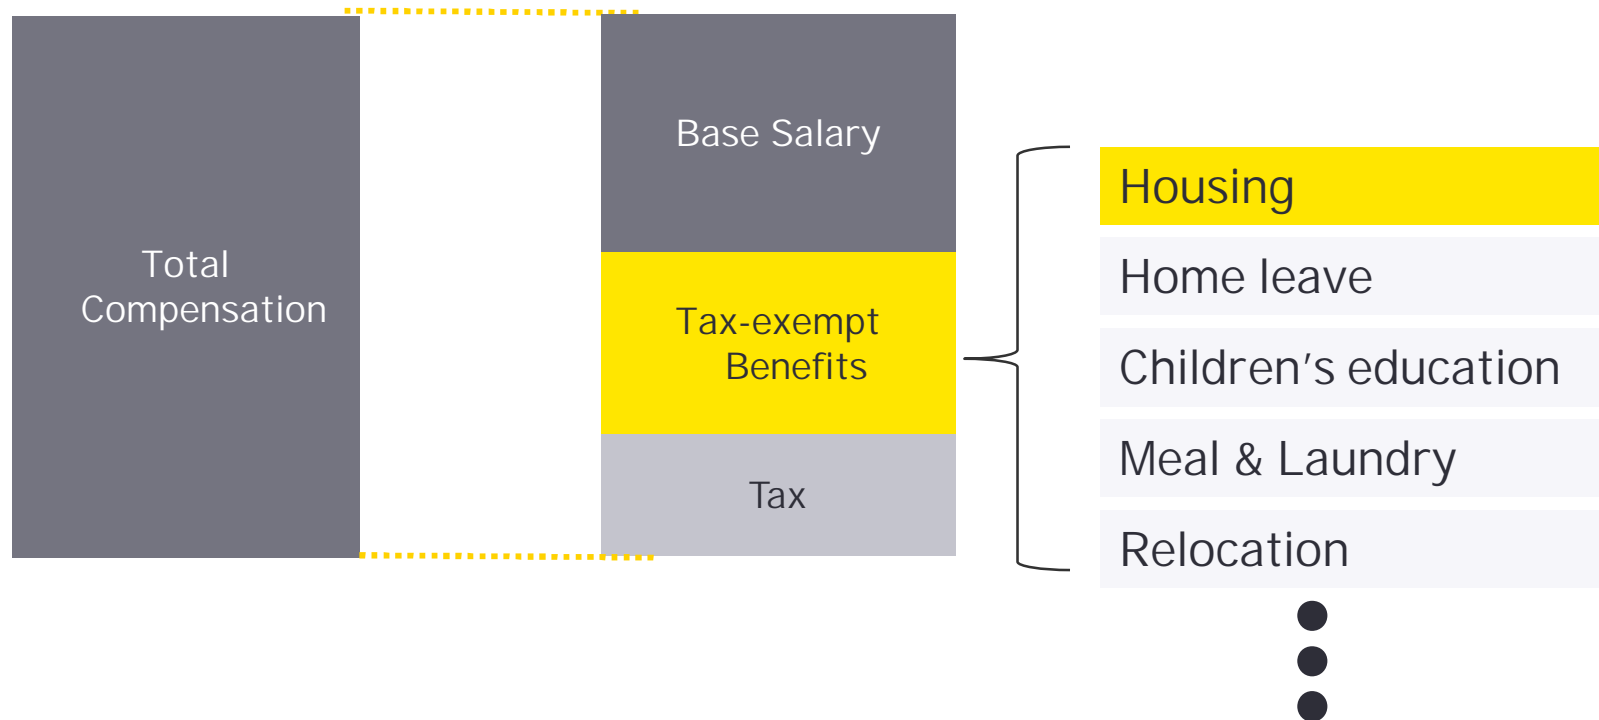 Total
Compensation
Base Salary
Tax-exempt
Benefits
Tax
Housing
Home leave
Children’s education
Meal & Laundry
Relocation